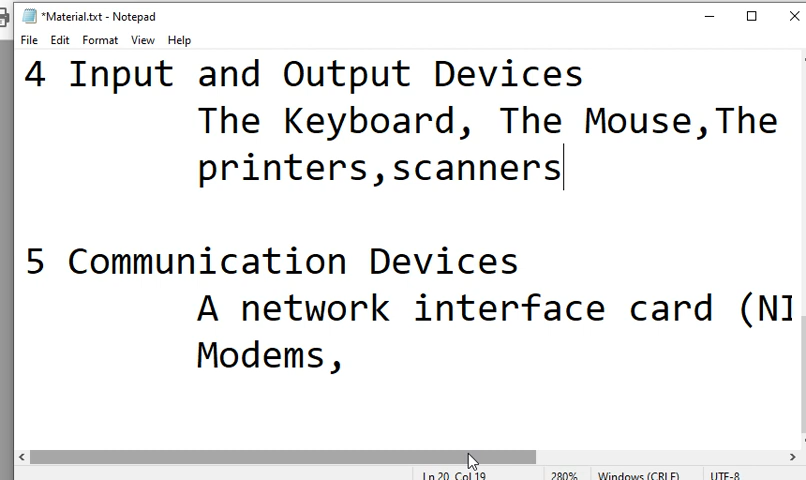 *Material.txt - Notepad
File Edit Format View Help
4 Input and Output Devices
The Keyboard, The Mouse,The
printers,scanners
5 Communication Devices
A network interface card (NI
Modems,
Ln 20, Col 19 280% Windows (CRLF) UTF-8